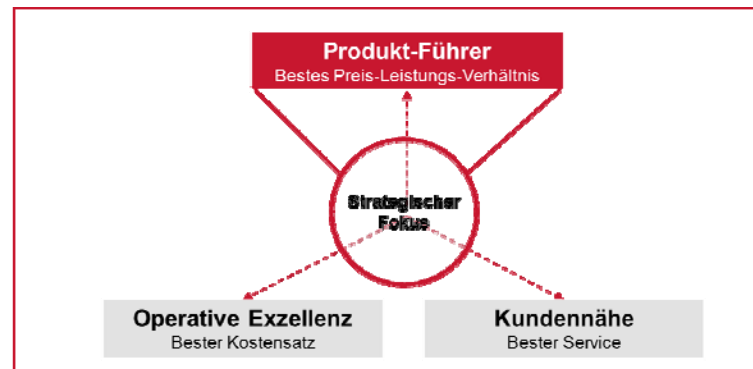 Produkt-Führer
Bestes Preis-Leistungs-Verhältnis
Strategischer
Fokus
Operative Exzellenz
Bester Kostensatz
Kundennähe
Bester Service